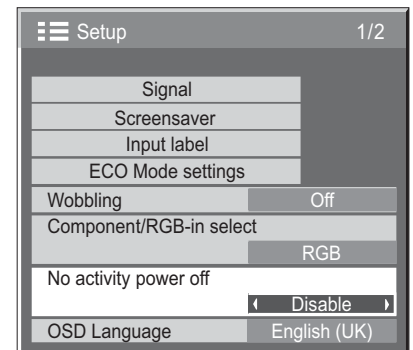 Setup 1/2
Signal
Screensaver
Input label
ECO Mode settings
Wobbling Off
Component/RGB-in select
RGB
No activity power off
Disable
OSD Language English (UK)